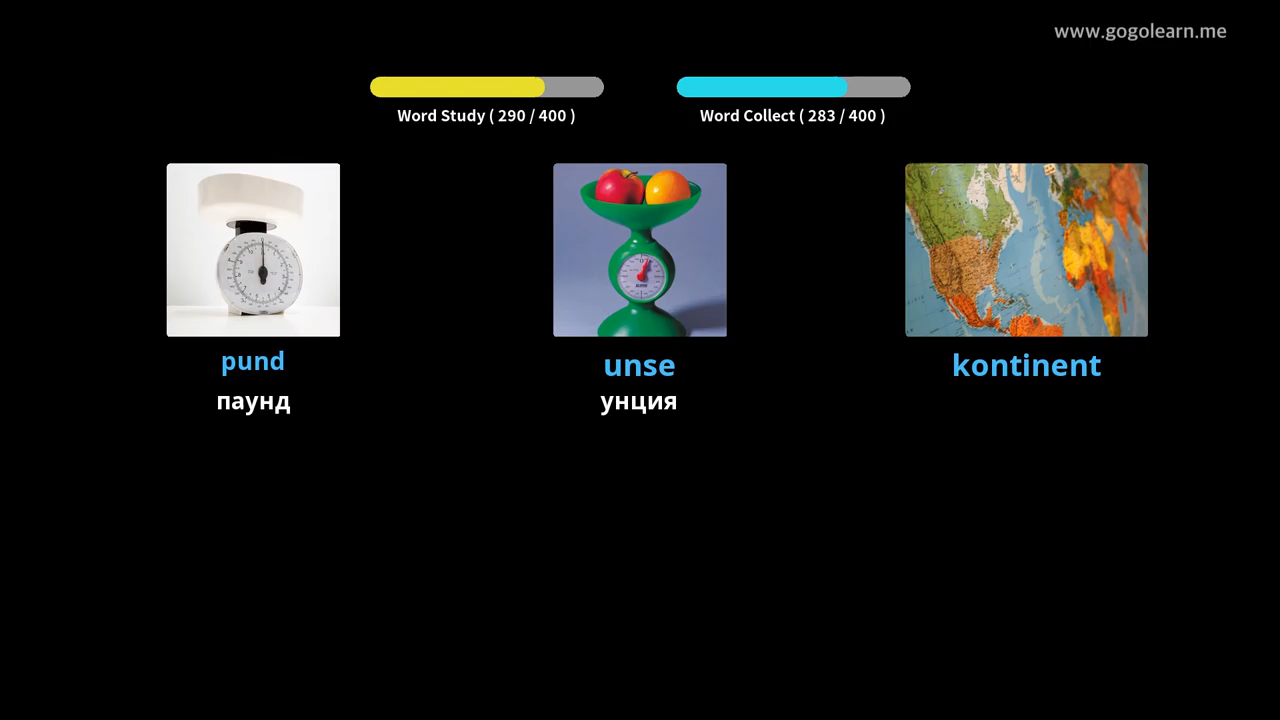 www.gogolearn.me
Word Study ( 290 / 400 )
Word Collect ( 283 / 400 )
pund
unse
kontinent
паунд
унция